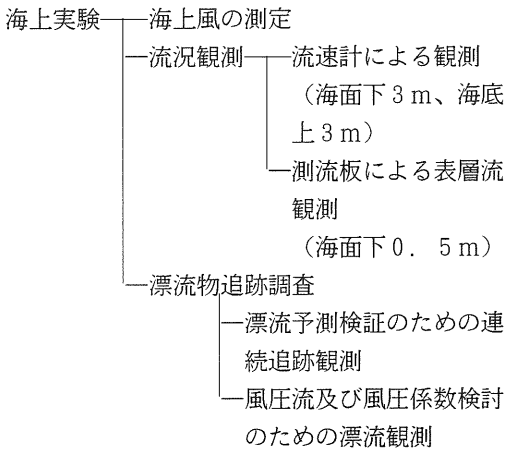 海上実験 海上風の測定
流況観測 流速計による観測
（海面下３ｍ、海底
上３ｍ）
測流板による表層流
観測
（海面下０．５ｍ）
漂流物追跡調査
漂流予測検証のための連
続追跡観測
風圧流及び風圧係数検討
のための漂流観測